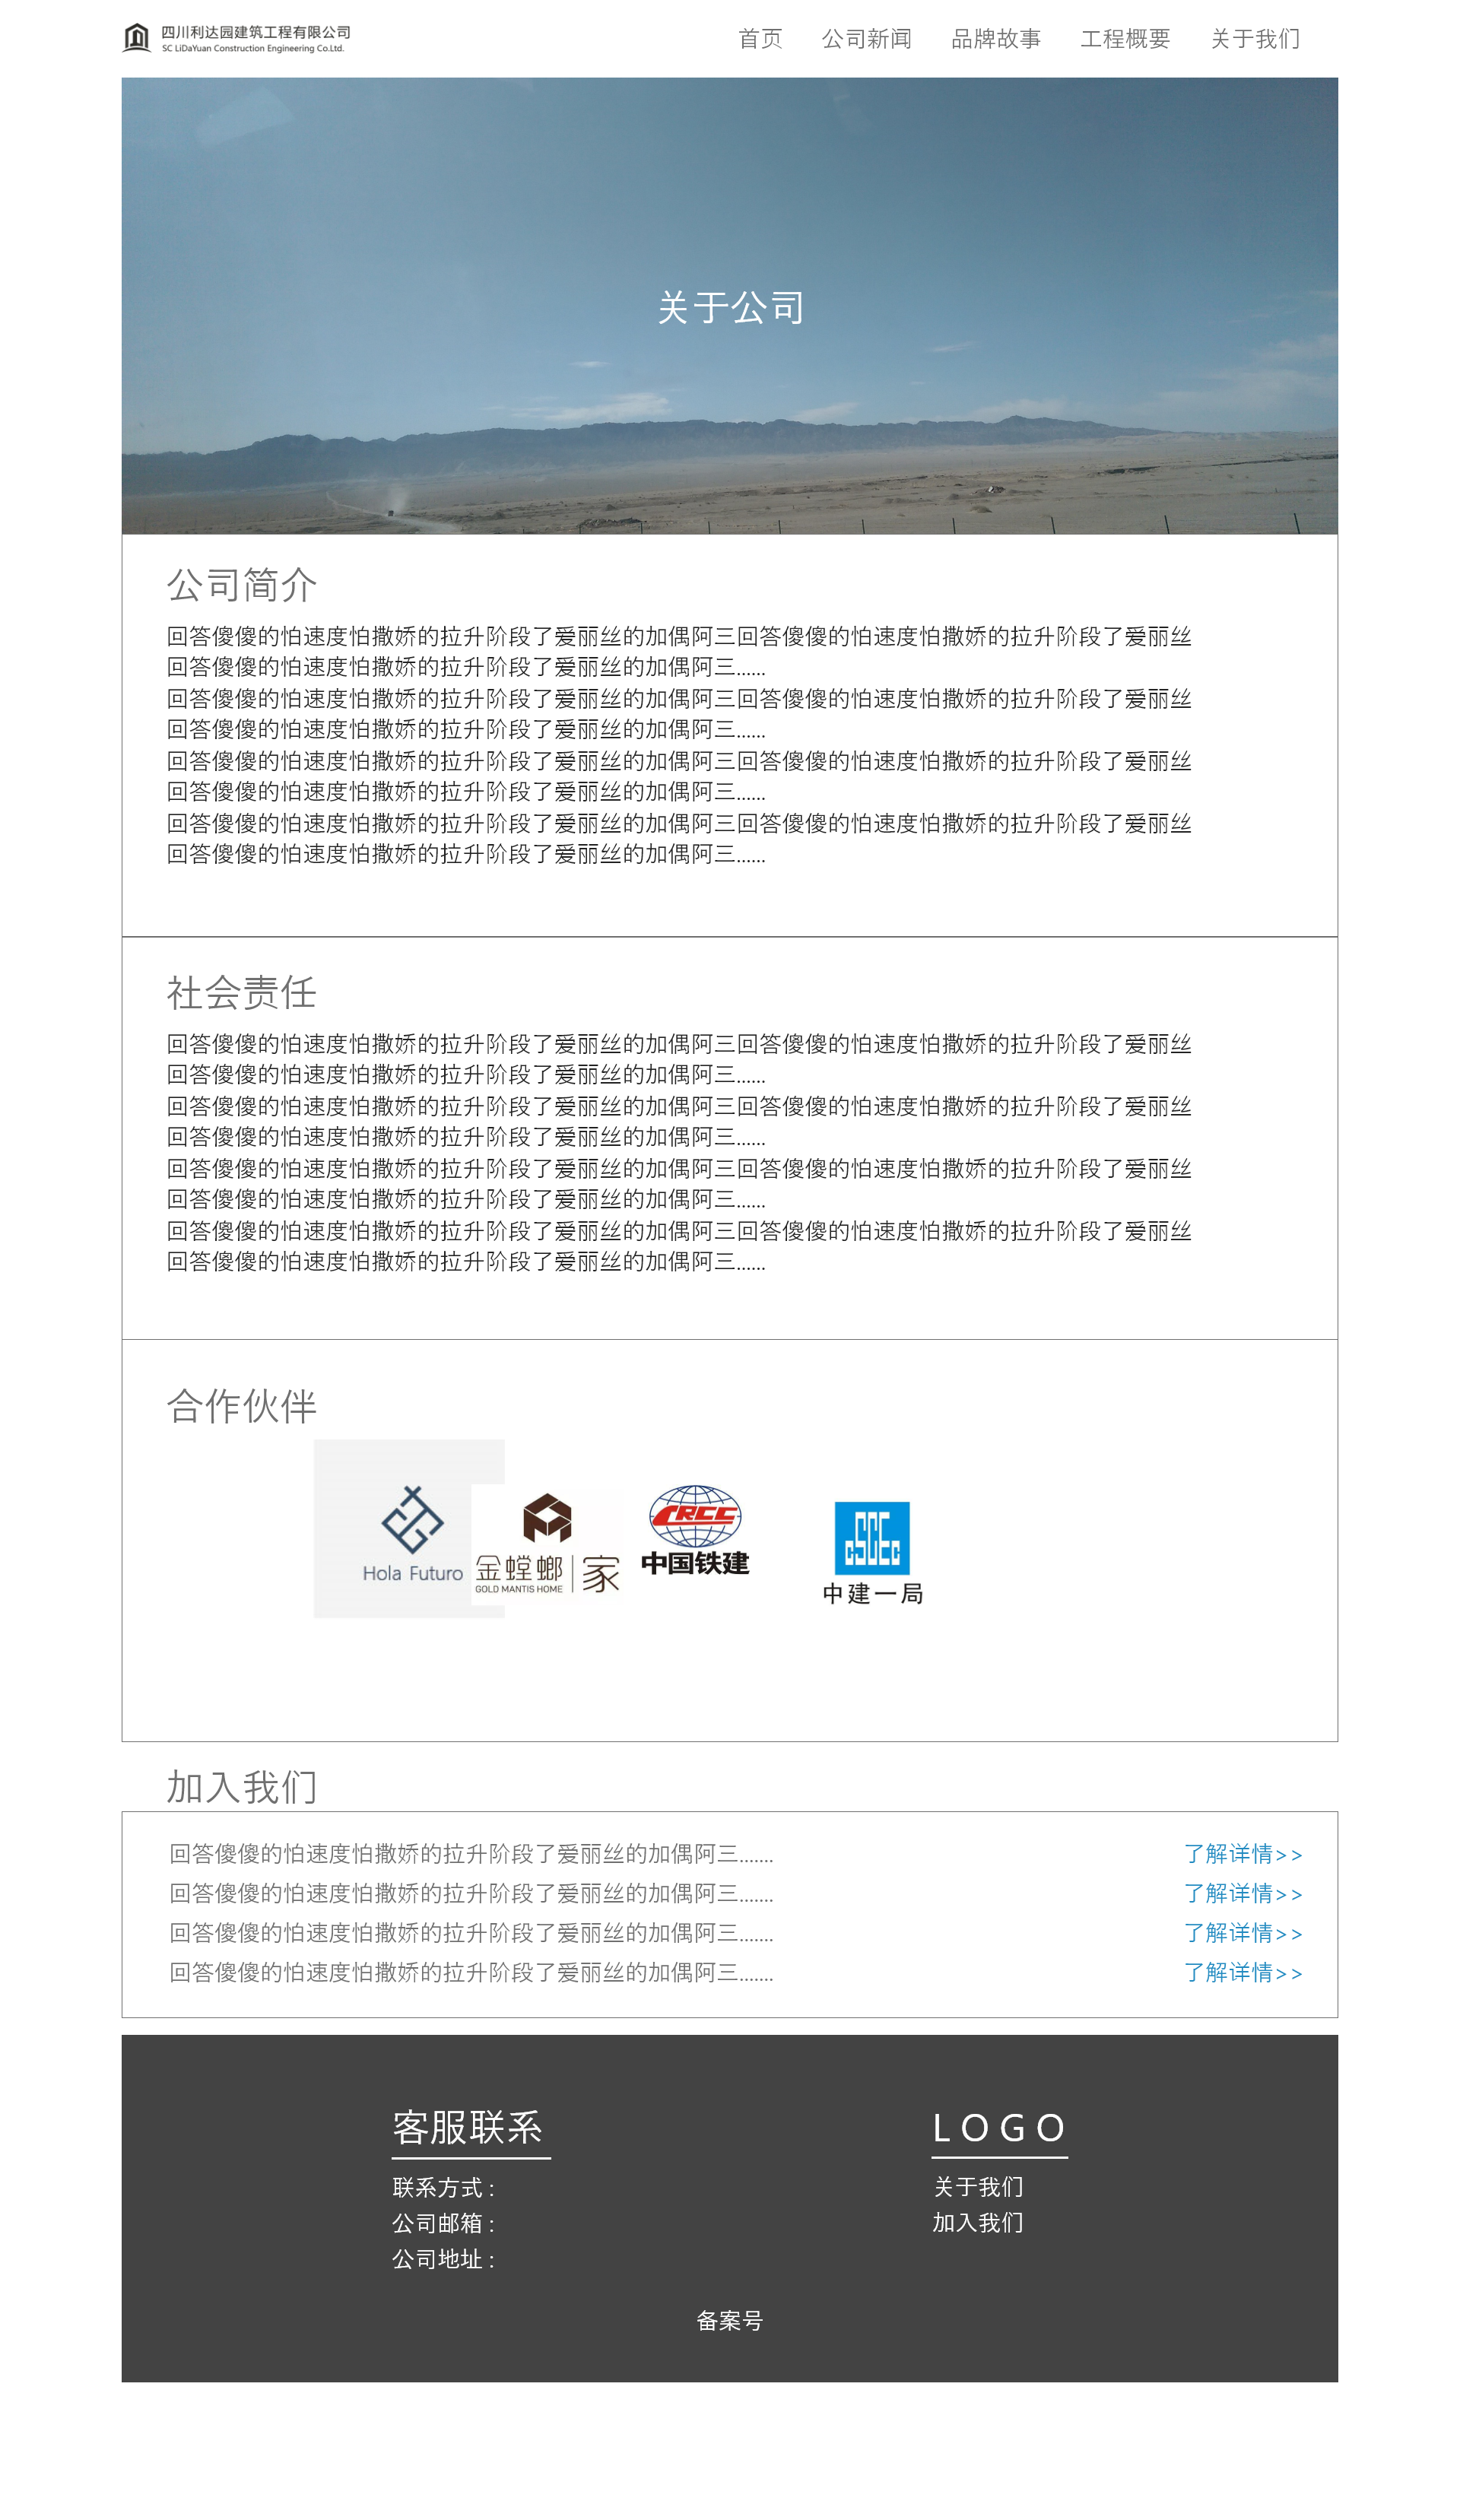 四川利达园建筑工程有限公司
SC LiDaYuan Construction Engineering Co.Ltd.
首页 公司新闻 品牌故事 工程概要 关于我们
关于公司
公司简介
回答傻傻的怕速度怕撒娇的拉升阶段了爱丽丝的加偶阿三回答傻傻的怕速度怕撒娇的拉升阶段了爱丽丝
回答傻傻的怕速度怕撒娇的拉升阶段了爱丽丝的加偶阿三......
回答傻傻的怕速度怕撒娇的拉升阶段了爱丽丝的加偶阿三回答傻傻的怕速度怕撒娇的拉升阶段了爱丽丝
回答傻傻的怕速度怕撒娇的拉升阶段了爱丽丝的加偶阿三......
回答傻傻的怕速度怕撒娇的拉升阶段了爱丽丝的加偶阿三回答傻傻的怕速度怕撒娇的拉升阶段了爱丽丝
回答傻傻的怕速度怕撒娇的拉升阶段了爱丽丝的加偶阿三......
回答傻傻的怕速度怕撒娇的拉升阶段了爱丽丝的加偶阿三回答傻傻的怕速度怕撒娇的拉升阶段了爱丽丝
回答傻傻的怕速度怕撒娇的拉升阶段了爱丽丝的加偶阿三......
社会责任
回答傻傻的怕速度怕撒娇的拉升阶段了爱丽丝的加偶阿三回答傻傻的怕速度怕撒娇的拉升阶段了爱丽丝
回答傻傻的怕速度怕撒娇的拉升阶段了爱丽丝的加偶阿三......
回答傻傻的怕速度怕撒娇的拉升阶段了爱丽丝的加偶阿三回答傻傻的怕速度怕撒娇的拉升阶段了爱丽丝
回答傻傻的怕速度怕撒娇的拉升阶段了爱丽丝的加偶阿三......
回答傻傻的怕速度怕撒娇的拉升阶段了爱丽丝的加偶阿三回答傻傻的怕速度怕撒娇的拉升阶段了爱丽丝
回答傻傻的怕速度怕撒娇的拉升阶段了爱丽丝的加偶阿三......
回答傻傻的怕速度怕撒娇的拉升阶段了爱丽丝的加偶阿三回答傻傻的怕速度怕撒娇的拉升阶段了爱丽丝
回答傻傻的怕速度怕撒娇的拉升阶段了爱丽丝的加偶阿三......
合作伙伴
Hola Futuro
金螳螂|家
GOLD MANTIS HOME
CRCC
中国铁建
CSCEC
中建一局
加入我们
回答傻傻的怕速度怕撒娇的拉升阶段了爱丽丝的加偶阿三....... 了解详情>>
回答傻傻的怕速度怕撒娇的拉升阶段了爱丽丝的加偶阿三....... 了解详情>>
回答傻傻的怕速度怕撒娇的拉升阶段了爱丽丝的加偶阿三....... 了解详情>>
回答傻傻的怕速度怕撒娇的拉升阶段了爱丽丝的加偶阿三....... 了解详情>>
客服联系
联系方式：
公司邮箱：
公司地址：
LOGO
关于我们
加入我们
备案号